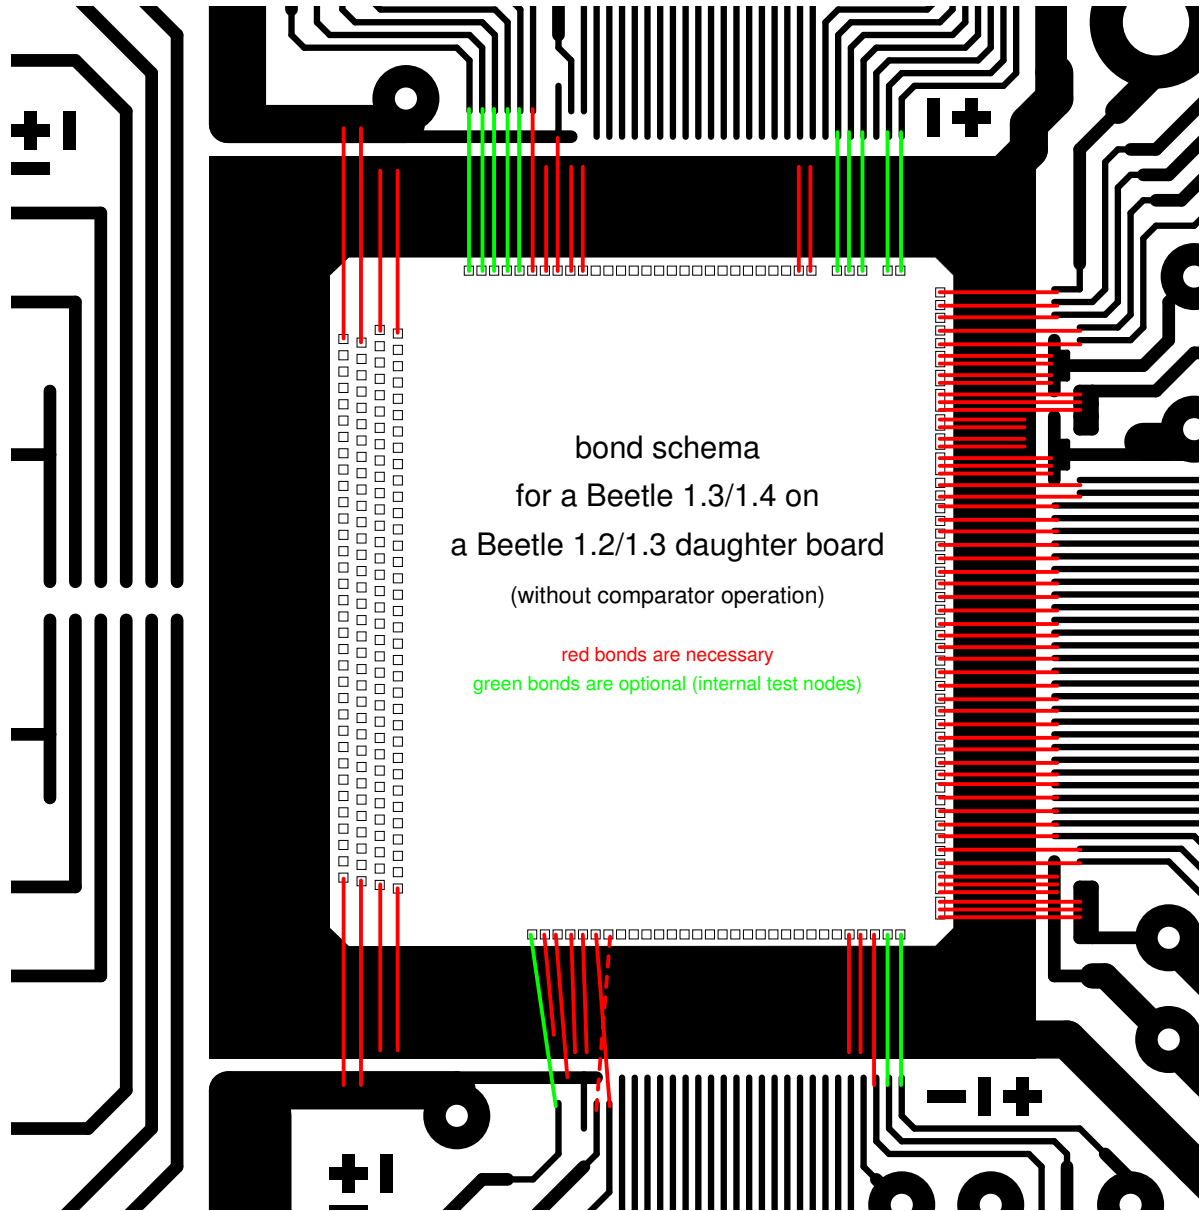 bond schema
for a Beetle 1.3/1.4 on
a Beetle 1.2/1.3 daughter board
(without comparator operation)
red bonds are necessary
green bonds are optional (internal test nodes)